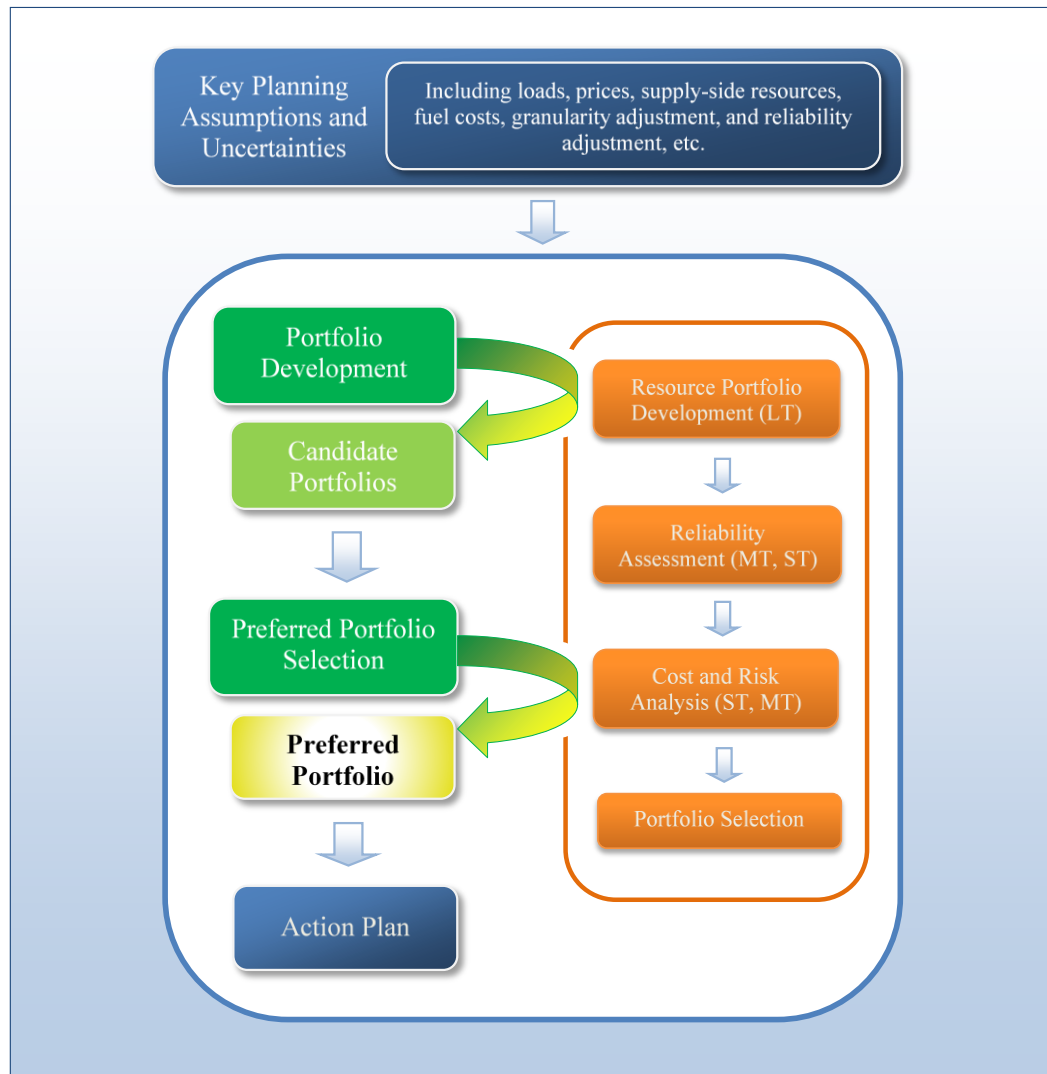 Key Planning
Assumptions and
Uncertainties
Including loads, prices, supply-side resources,
fuel costs, granularity adjustment, and reliability
adjustment, etc.
Portfolio
Development
Candidate
Portfolios
Preferred Portfolio
Selection
Preferred
Portfolio
Action Plan
Resource Portfolio
Development (LT)
Reliability
Assessment (MT, ST)
Cost and Risk
Analysis (ST, MT)
Portfolio Selection